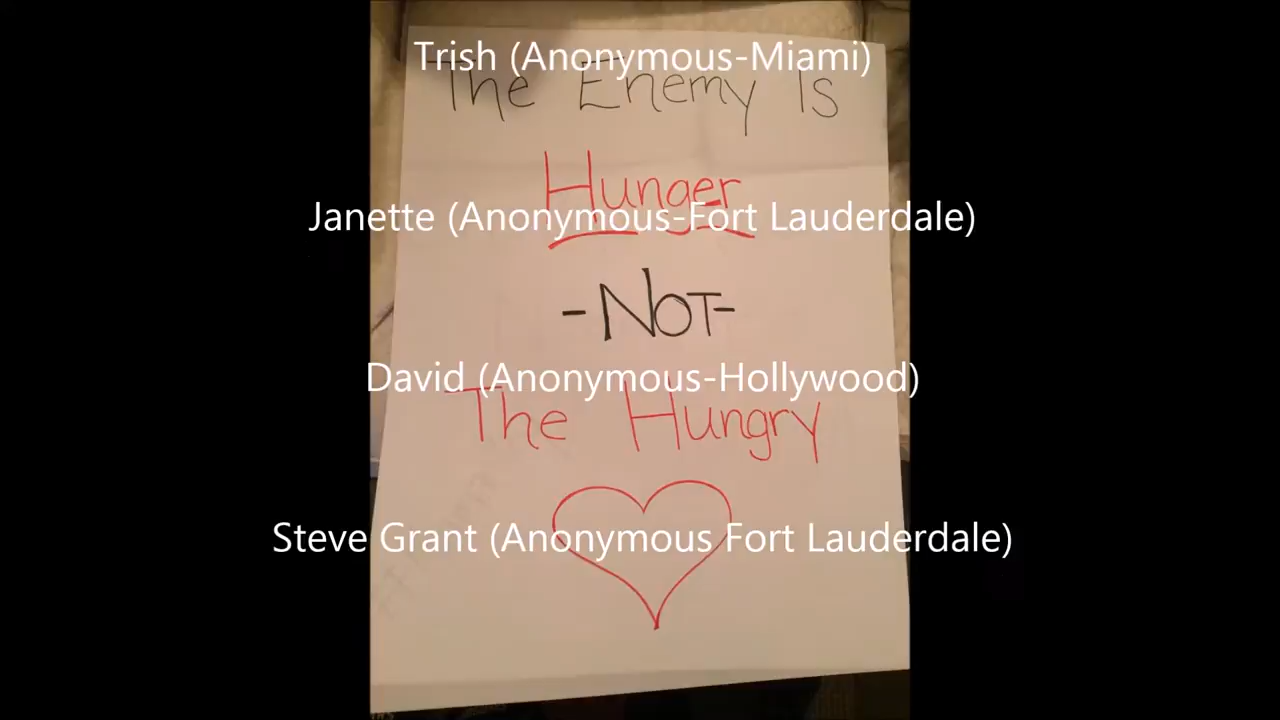 Trish (Anonymous-Miami)
The Enemy Is
Hunger
Janette (Anonymous-Fort Lauderdale)
-NOT-
David (Anonymous-Hollywood)
The Hungry
Steve Grant (Anonymous Fort Lauderdale)